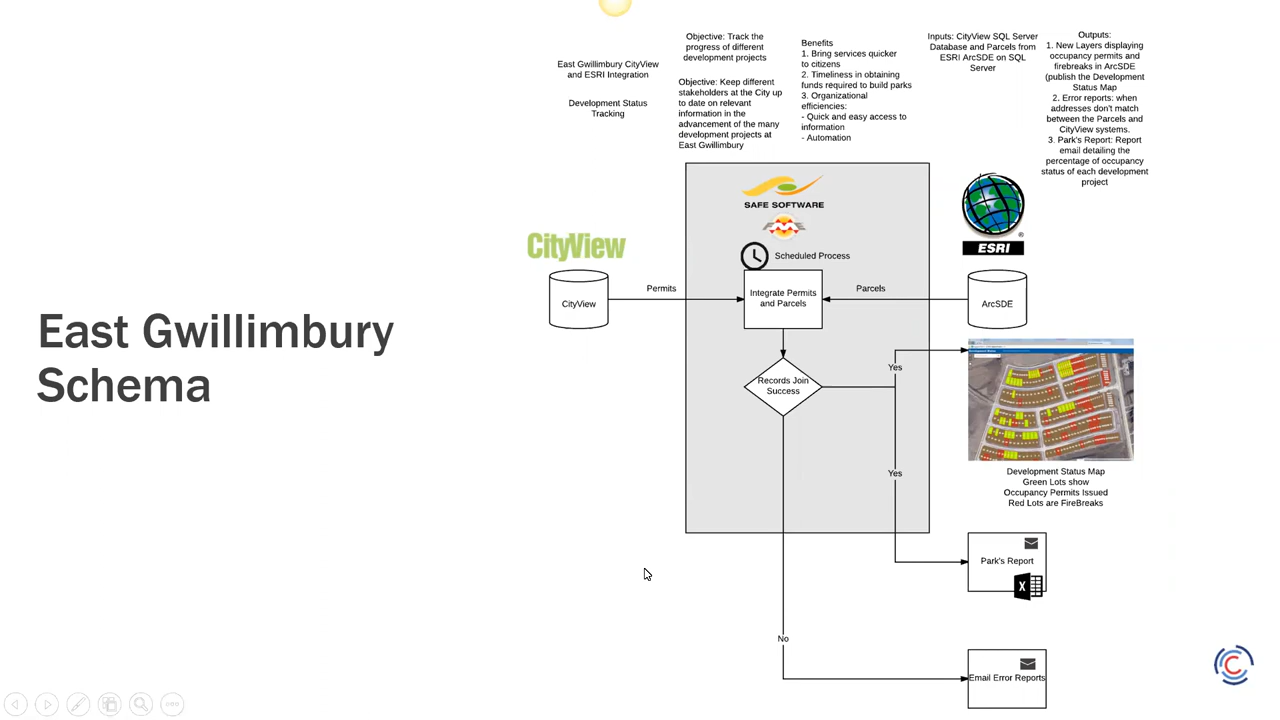 East Gwillimbury
Schema
East Gwillimbury CityView
and ESRI Integration
Development Status
Tracking
Objective: Track the
progress of different
development projects
Objective: Keep different
stakeholders at the City up
to date on relevant
information in the
advancement of the many
development projects at
East Gwillimbury
Benefits
1. Bring services quicker
to citizens
2. Timeliness in obtaining
funds required to build parks
3. Organizational
efficiencies:
- Quick and easy access to
information
- Automation
Inputs: CityView SQL Server
Database and Parcels from
ESRI ArcSDE on SQL
Server
Outputs:
1. New Layers displaying
occupancy permits and
firebreaks in ArcSDE
(publish the Development
Status Map
2. Error reports: when
addresses don't match
between the Parcels and
CityView systems.
3. Park's Report: Report
email detailing the
percentage of occupancy
status of each development
project
SAFE SOFTWARE
FME
Scheduled Process
CityView
CityView
Permits
Integrate Permits
and Parcels
Parcels
ESRI
®
ArcSDE
Records Join
Success
Yes
Yes
No
Development Status Map
Green Lots show
Occupancy Permits Issued
Red Lots are FireBreaks
Park's Report
X
Email Error Reports
C